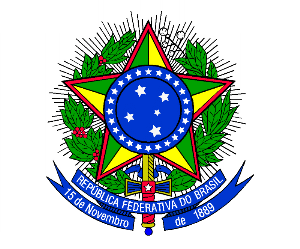 REPÚBLICA FEDERATIVA DO BRASIL
15 de Novembro de 1889